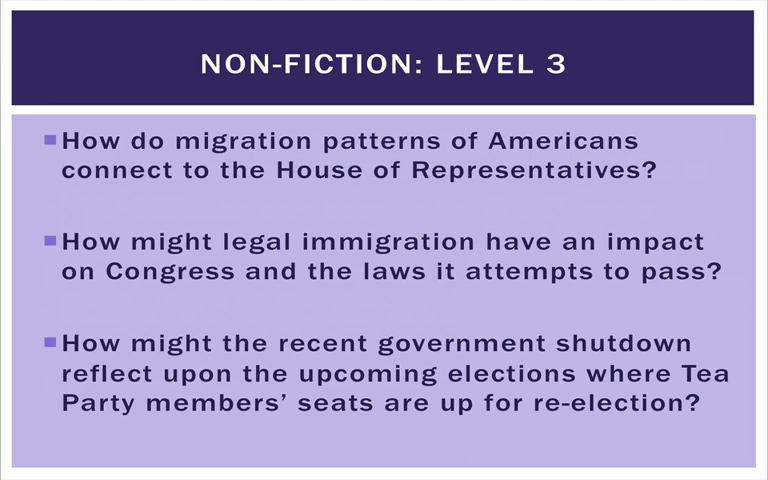 NON-FICTION: LEVEL 3
How do migration patterns of Americans
connect to the House of Representatives?
How might legal immigration have an impact
on Congress and the laws it attempts to pass?
How might the recent government shutdown
reflect upon the upcoming elections where Tea
Party members’ seats are up for re-election?